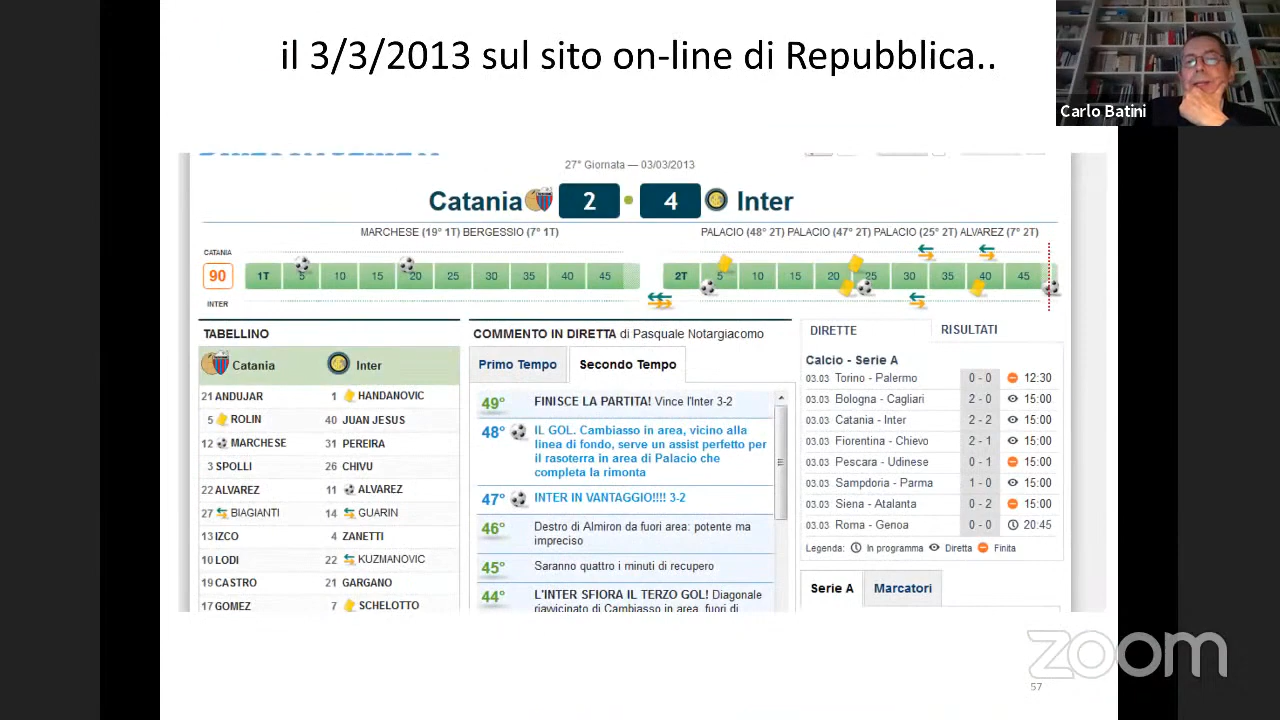 il 3/3/2013 sul sito on-line di Repubblica..
Carlo Batini
27° Giornata — 03/03/2013
Catania 2 • 4 Inter
MARCHESE (19° 1T) BERGESSIO (7° 1T)
PALACIO (48° 2T) PALACIO (47° 2T) PALACIO (25° 2T) ALVAREZ (7° 2T)
CATANIA
90
1T 5 10 15 20 25 30 35 40 45
2T 5 10 15 20 25 30 35 40 45
INTER
TABELLINO
Catania Inter
21 ANDUJAR 1 HANDANOVIC
5 ROLIN 40 JUAN JESUS
12 MARCHESE 31 PEREIRA
3 SPOLLI 26 CHIVU
22 ALVAREZ 11 ALVAREZ
27 BIAGIANTI 14 GUARIN
13 IZCO 4 ZANETTI
10 LODI 22 KUZMANOVIC
19 CASTRO 21 GARGANO
17 GOMEZ 7 SCHELOTTO
COMMENTO IN DIRETTA di Pasquale Notargiacomo
Primo Tempo Secondo Tempo
49° FINISCE LA PARTITA! Vince l'Inter 3-2
48° IL GOL. Cambiasso in area, vicino alla
linea di fondo, serve un assist perfetto per
il rasoterra in area di Palacio che
completa la rimonta
47° INTER IN VANTAGGIO!!!! 3-2
46° Destro di Almiron da fuori area: potente ma
impreciso
45° Saranno quattro i minuti di recupero
44° L'INTER SFIORA IL TERZO GOL! Diagonale
riavvicinato di Cambiasso in area, fuori di
DIRETTE RISULTATI
Calcio - Serie A
03.03 Torino - Palermo 0 - 0 12:30
03.03 Bologna - Cagliari 2 - 0 15:00
03.03 Catania - Inter 2 - 2 15:00
03.03 Fiorentina - Chievo 2 - 1 15:00
03.03 Pescara - Udinese 0 - 1 15:00
03.03 Sampdoria - Parma 1 - 0 15:00
03.03 Siena - Atalanta 0 - 2 15:00
03.03 Roma - Genoa 0 - 0 20:45
Legenda: In programma Diretta Finita
Serie A Marcatori
zoom
57